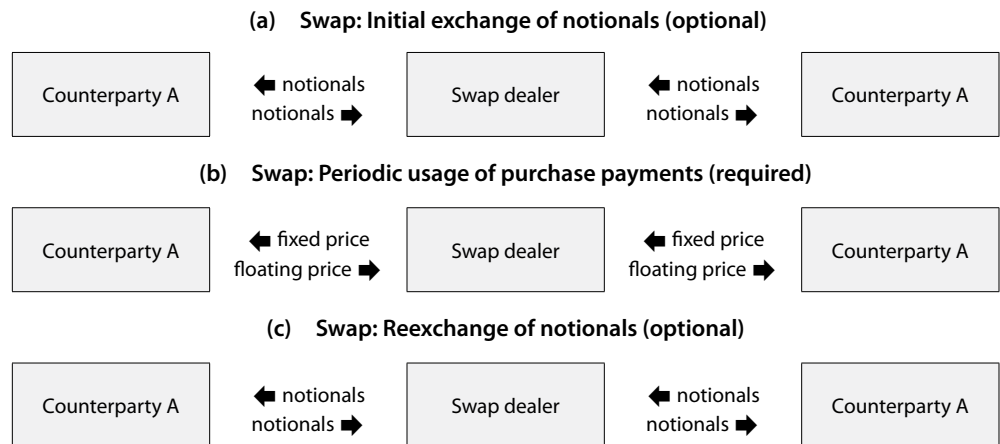 (a) Swap: Initial exchange of notionals (optional)
Counterparty A
notionals
notionals
Swap dealer
notionals
notionals
Counterparty A
(b) Swap: Periodic usage of purchase payments (required)
Counterparty A
fixed price
floating price
Swap dealer
fixed price
floating price
Counterparty A
(c) Swap: Reexchange of notionals (optional)
Counterparty A
notionals
notionals
Swap dealer
notionals
notionals
Counterparty A